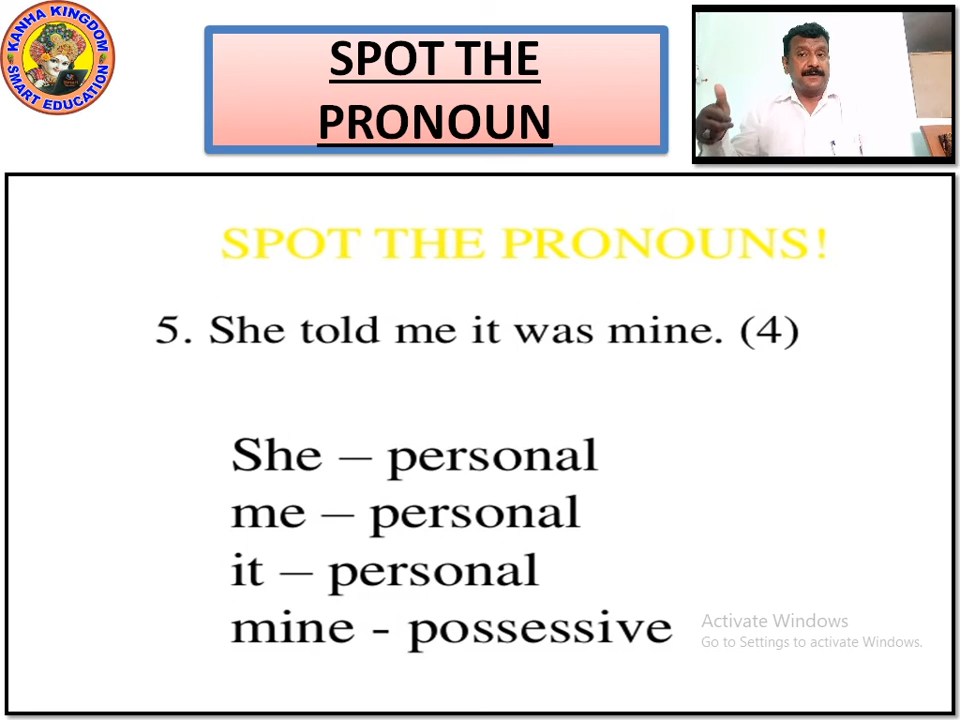 KANHA KINGDOM
SMART EDUCATION
SPOT THE
PRONOUN
SPOT THE PRONOUNS!
5. She told me it was mine. (4)
She – personal
me – personal
it – personal
mine - possessive
Activate Windows
Go to Settings to activate Windows.